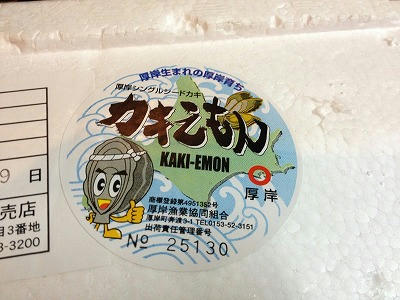 厚岸生まれの厚岸育ち
厚岸シングルシードカキ
カキえもん
KAKI-EMON
厚岸
商標登録第4951352号
厚岸漁業協同組合
厚岸町奔渡3-1 TEL0153-52-3151
出荷責任管理番号
No 25130
9 日
売店
目3番地
3-3200